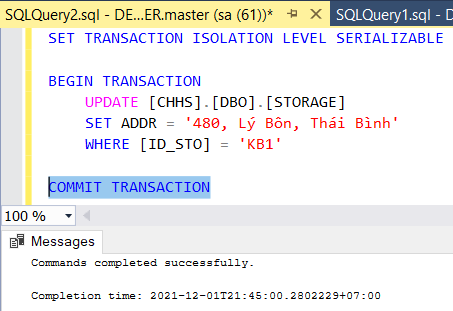 SQLQuery2.sql - DE...ER.master (sa (61))* SQLQuery1.sql - D
SET TRANSACTION ISOLATION LEVEL SERIALIZABLE
BEGIN TRANSACTION
UPDATE [CHHS].[DBO].[STORAGE]
SET ADDR = '480, Lý Bôn, Thái Bình'
WHERE [ID_STO] = 'KB1'
COMMIT TRANSACTION
100 %
Messages
Commands completed successfully.
Completion time: 2021-12-01T21:45:00.2802229+07:00